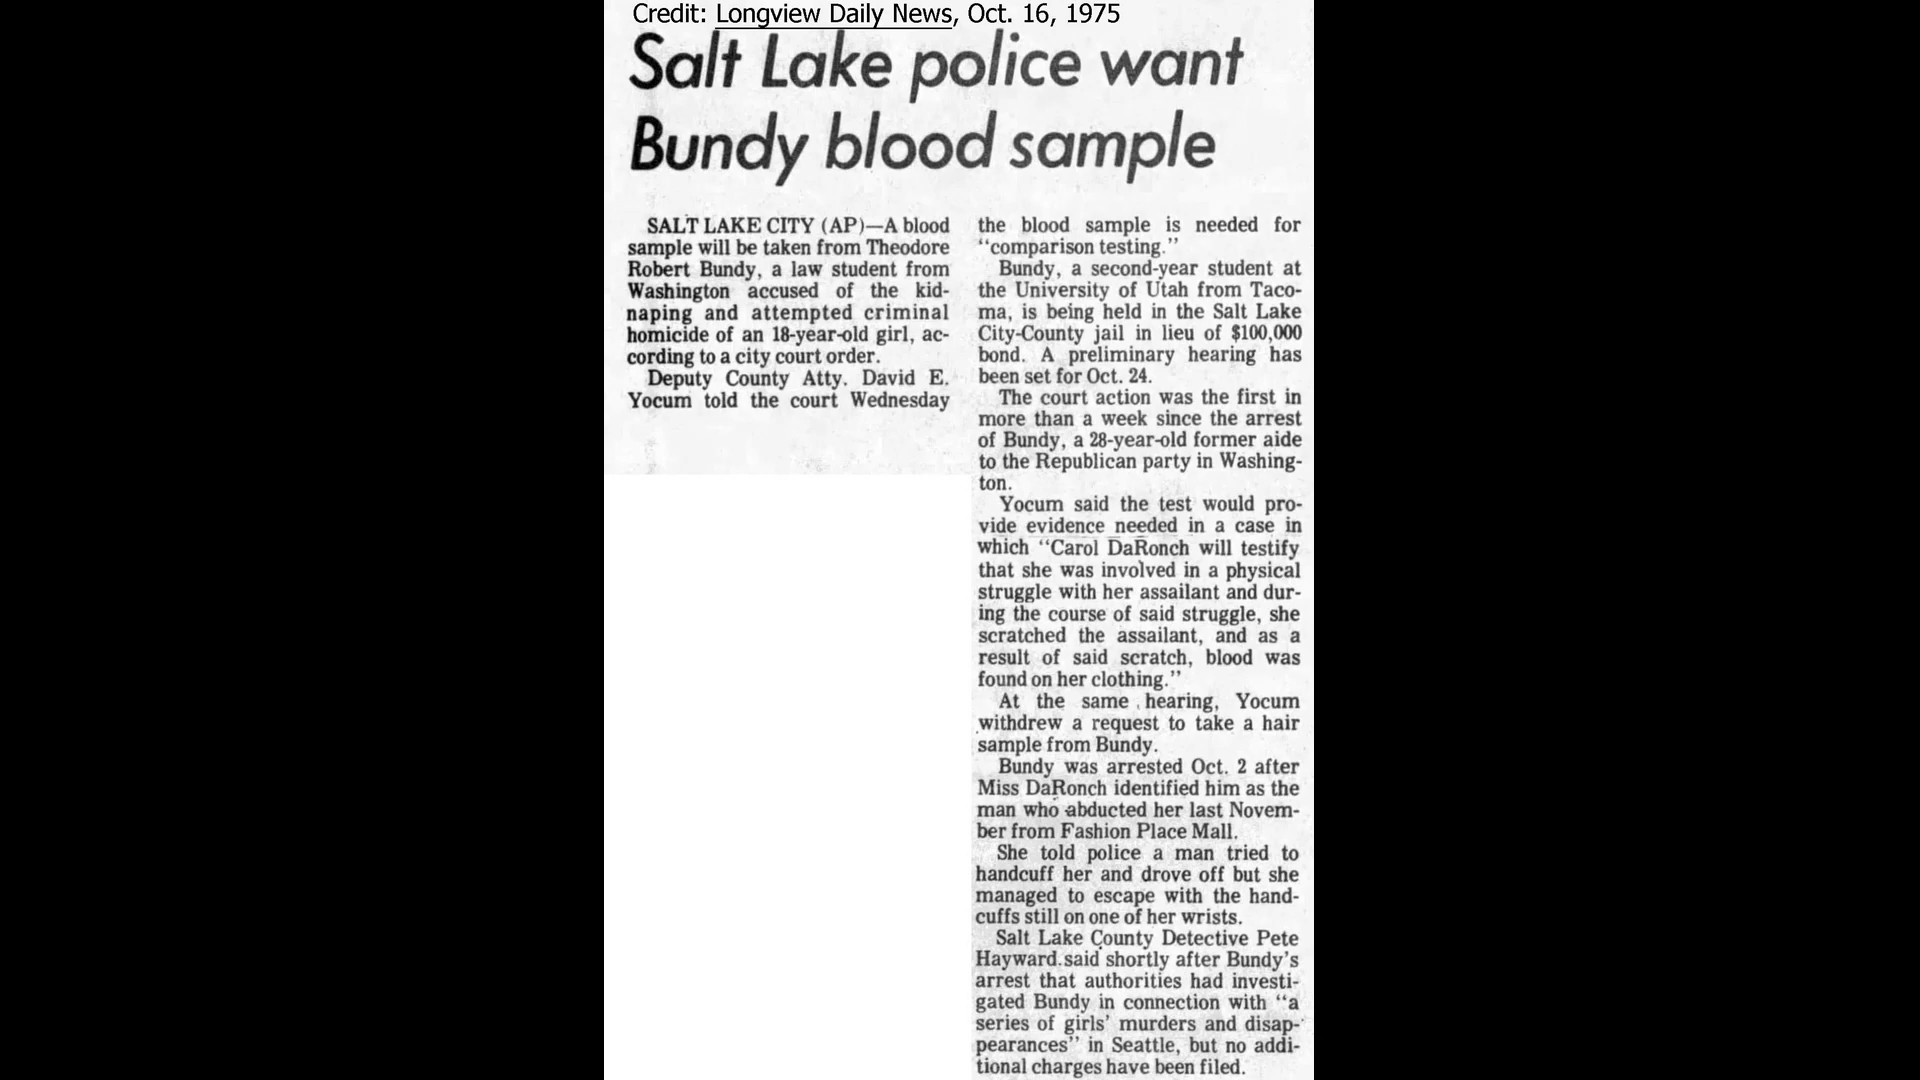 Credit: Longview Daily News, Oct. 16, 1975
Salt Lake police want
Bundy blood sample
SALT LAKE CITY (AP)—A blood
sample will be taken from Theodore
Robert Bundy, a law student from
Washington accused of the kid-
naping and attempted criminal
homicide of an 18-year-old girl, ac-
cording to a city court order.
Deputy County Atty. David E.
Yocum told the court Wednesday
the blood sample is needed for
“comparison testing.”
Bundy, a second-year student at
the University of Utah from Taco-
ma, is being held in the Salt Lake
City-County jail in lieu of $100,000
bond. A preliminary hearing has
been set for Oct. 24.
The court action was the first in
more than a week since the arrest
of Bundy, a 28-year-old former aide
to the Republican party in Washing-
ton.
Yocum said the test would pro-
vide evidence needed in a case in
which “Carol DaRonch will testify
that she was involved in a physical
struggle with her assailant and dur-
ing the course of said struggle, she
scratched the assailant, and as a
result of said scratch, blood was
found on her clothing.”
At the same hearing, Yocum
withdrew a request to take a hair
sample from Bundy.
Bundy was arrested Oct. 2 after
Miss DaRonch identified him as the
man who abducted her last Novem-
ber from Fashion Place Mall.
She told police a man tried to
handcuff her and drove off but she
managed to escape with the hand-
cuffs still on one of her wrists.
Salt Lake County Detective Pete
Hayward said shortly after Bundy’s
arrest that authorities had investi-
gated Bundy in connection with “a
series of girls’ murders and disap-
pearances” in Seattle, but no addi-
tional charges have been filed.